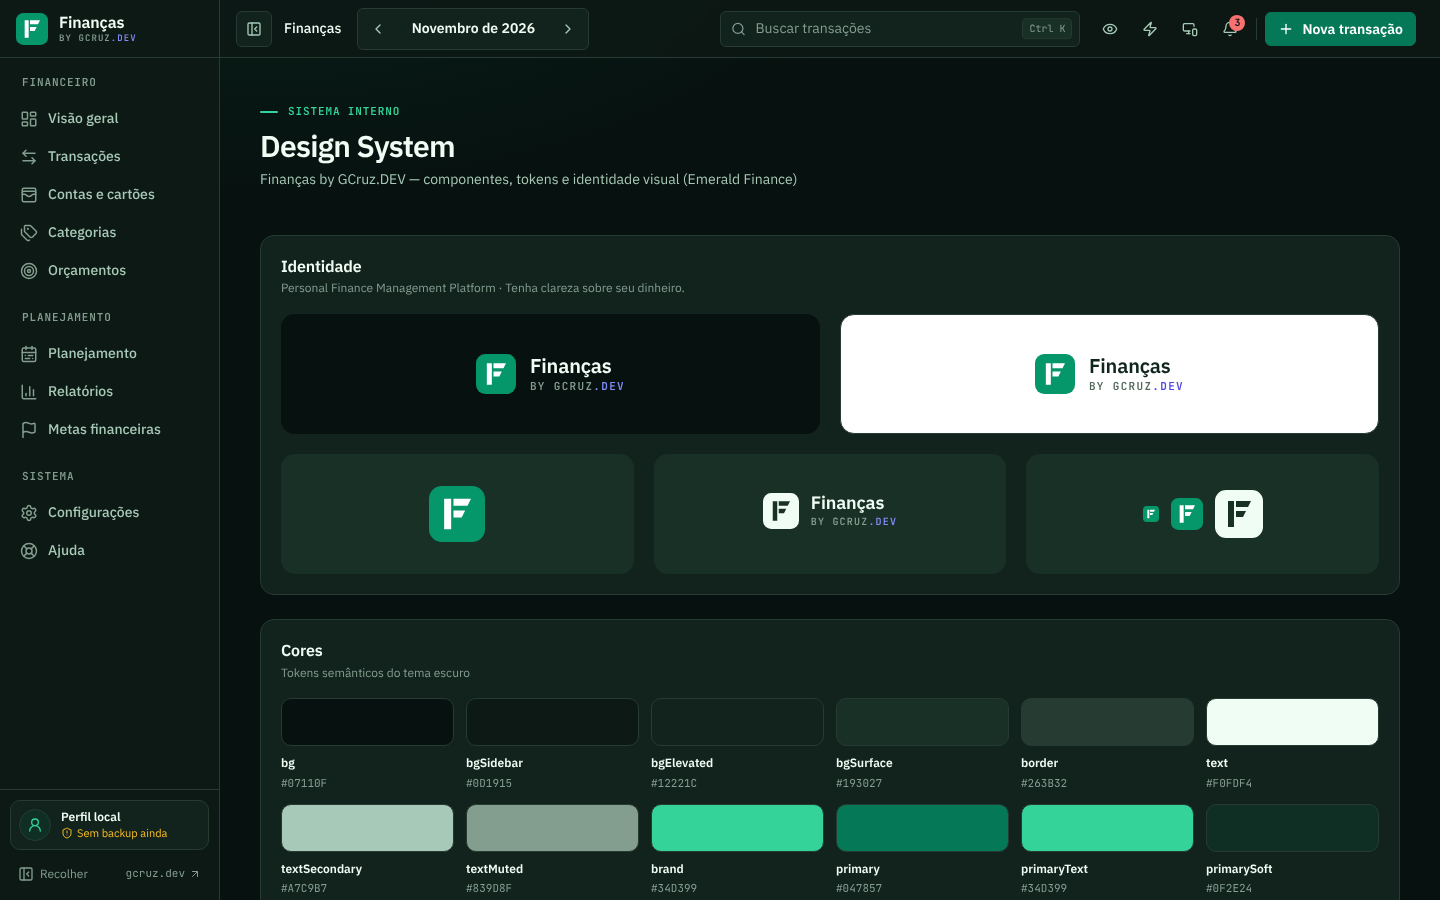 Finanças
BY GCRUZ.DEV
Finanças
Novembro de 2026
Buscar transações
Ctrl K
3
Nova transação
FINANCEIRO
Visão geral
Transações
Contas e cartões
Categorias
Orçamentos
PLANEJAMENTO
Planejamento
Relatórios
Metas financeiras
SISTEMA
Configurações
Ajuda
Perfil local
Sem backup ainda
Recolher
gcruz.dev
SISTEMA INTERNO
Design System
Finanças by GCruz.DEV — componentes, tokens e identidade visual (Emerald Finance)
Identidade
Personal Finance Management Platform · Tenha clareza sobre seu dinheiro.
Finanças
BY GCRUZ.DEV
Finanças
BY GCRUZ.DEV
F
Finanças
BY GCRUZ.DEV
F F F
Cores
Tokens semânticos do tema escuro
bg
#07110F
bgSidebar
#0D1915
bgElevated
#12221C
bgSurface
#193027
border
#263B32
text
#F0FDF4
textSecondary
#A7C9B7
textMuted
#839D8F
brand
#34D399
primary
#047857
primaryText
#34D399
primarySoft
#0F2E24